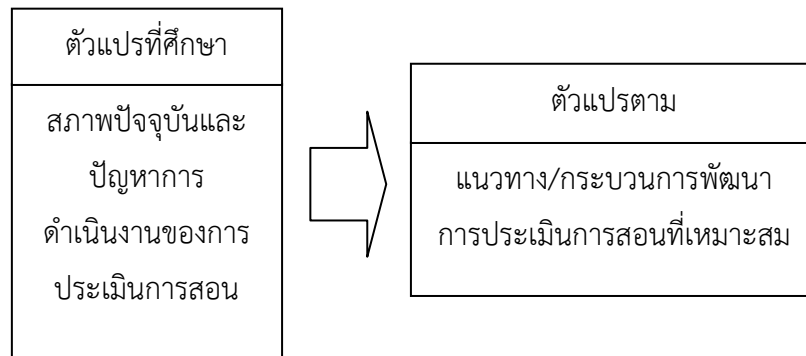 ตัวแปรที่ศึกษา
สภาพปัจจุบันและ
ปัญหาการ
ดำเนินงานของการ
ประเมินการสอน
ตัวแปรตาม
แนวทาง/กระบวนการพัฒนา
การประเมินการสอนที่เหมาะสม